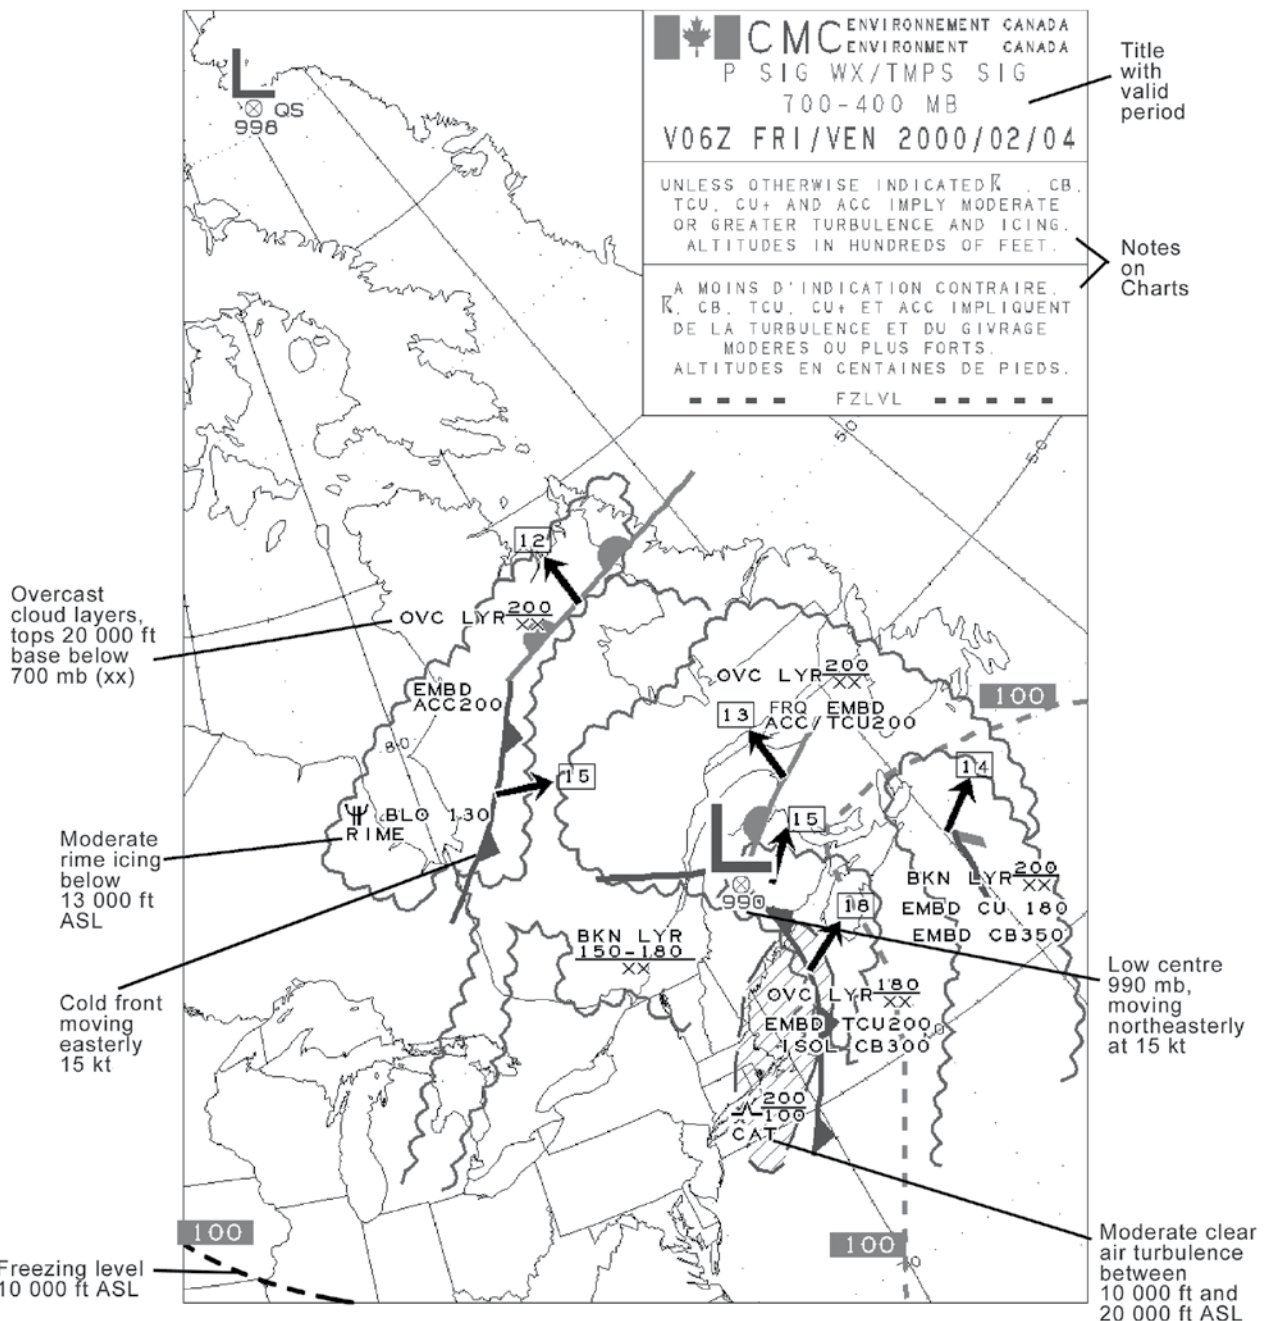 CMC ENVIRONNEMENT CANADA
ENVIRONMENT CANADA
P SIG WX/TMPS SIG
700-400 MB
V06Z FRI/VEN 2000/02/04
Title
with
valid
period
UNLESS OTHERWISE INDICATED , CB,
TCU, CU+ AND ACC IMPLY MODERATE
OR GREATER TURBULENCE AND ICING.
ALTITUDES IN HUNDREDS OF FEET.
Notes
on
Charts
A MOINS D'INDICATION CONTRAIRE,
, CB, TCU, CU+ ET ACC IMPLIQUENT
DE LA TURBULENCE ET DU GIVRAGE
MODERES OU PLUS FORTS.
ALTITUDES EN CENTAINES DE PIEDS.
FZLVL
L
QS
998
50
50
12
Overcast
cloud layers,
tops 20 000 ft
base below
700 mb (xx)
OVC LYR 200
XX
EMBD
ACC200
80
OVC LYR 200
XX
FRQ EMBD
ACC/TCU200
13
100
15
14
15
BLO 130
RIME
Moderate
rime icing
below
13 000 ft
ASL
L
990
18
BKN LYR 200
XX
EMBD CU 180
EMBD CB350
BKN LYR
150-180
XX
Low centre
990 mb,
moving
northeasterly
at 15 kt
Cold front
moving
easterly
15 kt
OVC LYR 180
XX
EMBD TCU200
ISOL CB300
200
100
CAT
100
100
Freezing level
10 000 ft ASL
Moderate clear
air turbulence
between
10 000 ft and
20 000 ft ASL